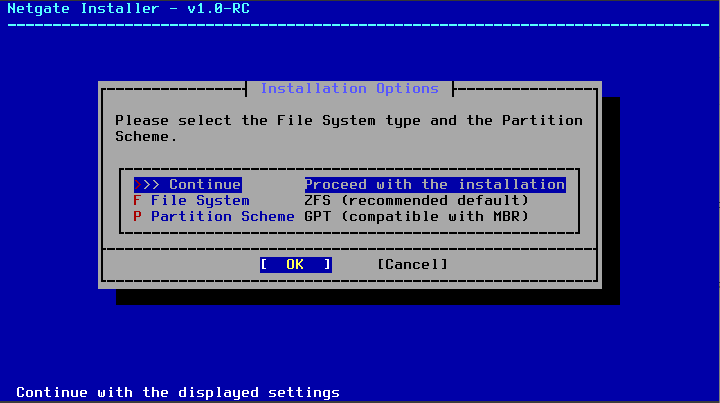 Netgate Installer - v1.0-RC
Installation Options
Please select the File System type and the Partition
Scheme.
>>> Continue Proceed with the installation
F File System ZFS (recommended default)
P Partition Scheme GPT (compatible with MBR)
[ OK ] [Cancel]
Continue with the displayed settings